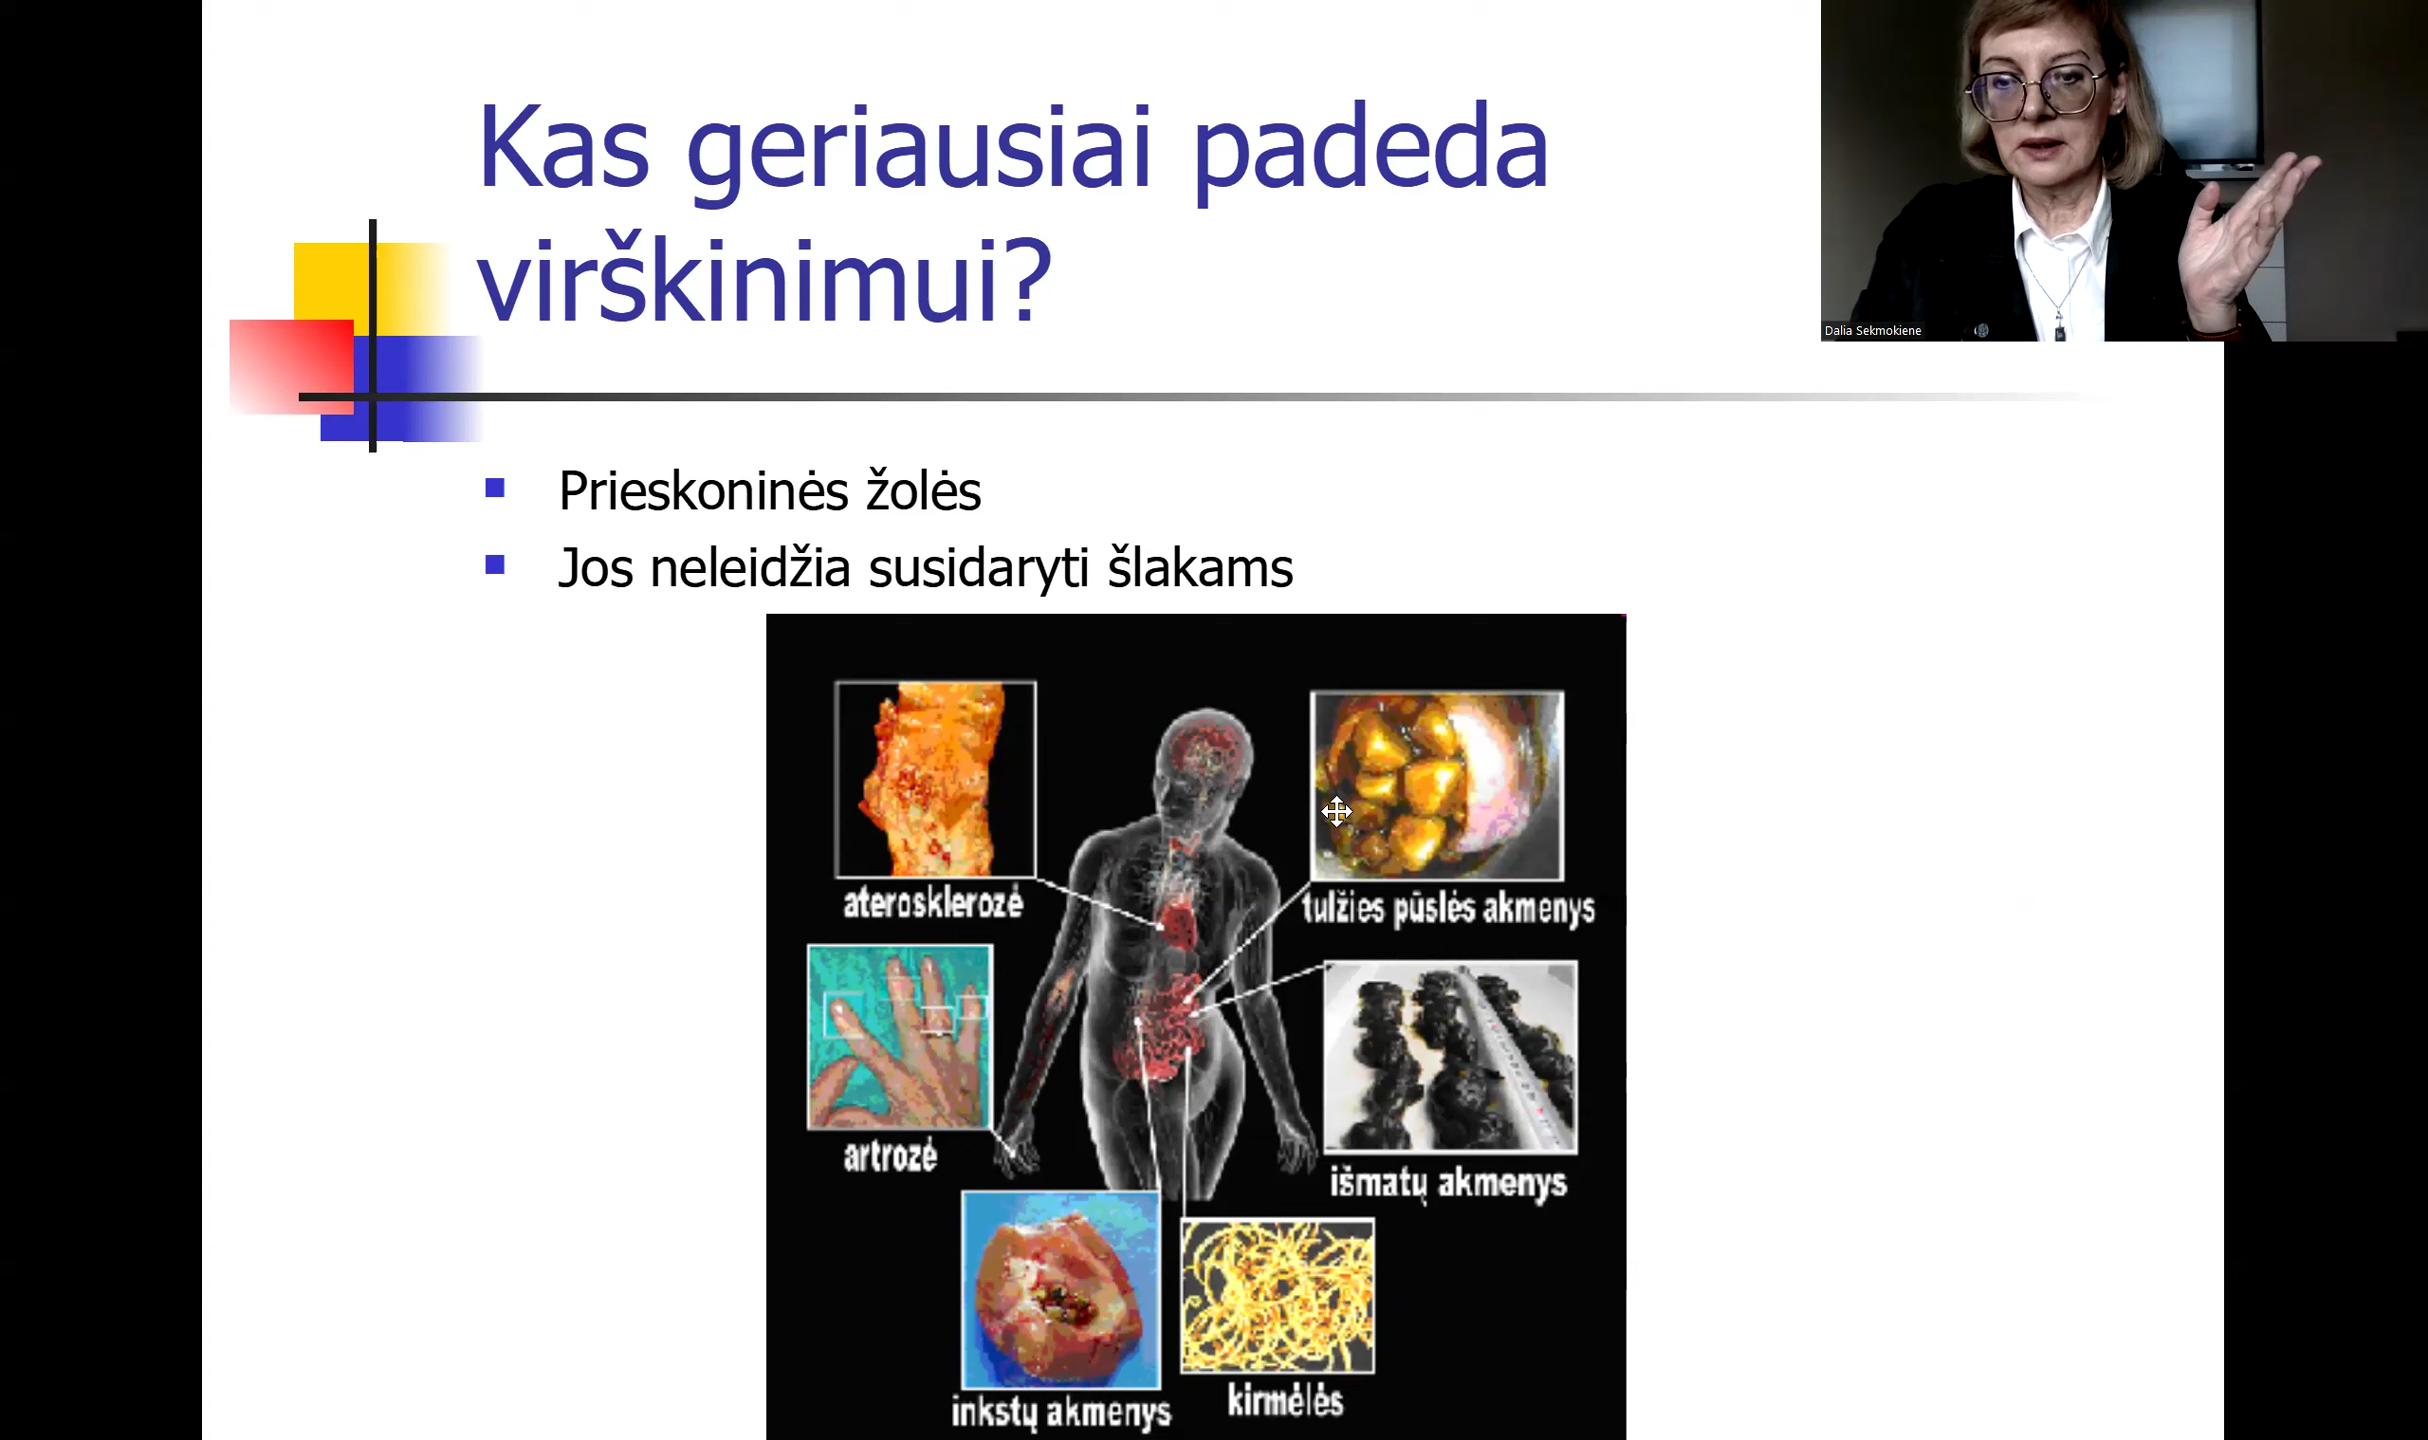 Kas geriausiai padeda
virškinimui?
Dalia Sekmokiene
Prieskoninės žolės
Jos neleidžia susidaryti šlakams
aterosklerozė
tulžies pūslės akmenys
artrozė
išmatų akmenys
inkstų akmenys
kirmėlės